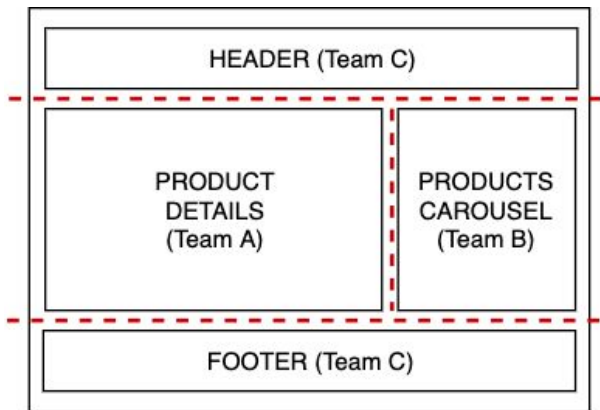 HEADER (Team C)
PRODUCT
DETAILS
(Team A)
PRODUCTS
CAROUSEL
(Team B)
FOOTER (Team C)